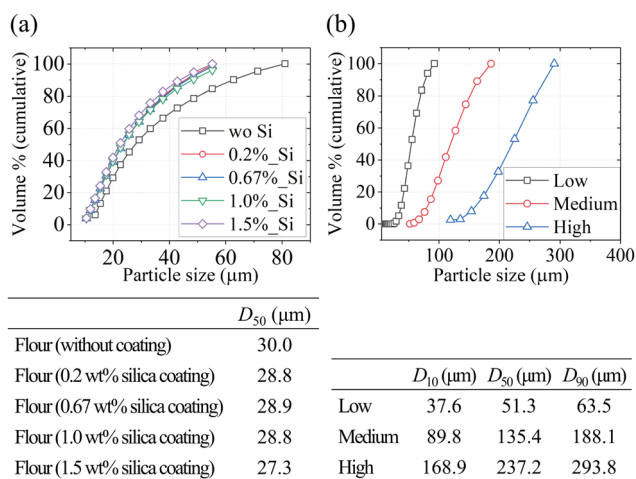 (a)
Volume % (cumulative)
100
80
60
40
20
0
wo Si
0.2%_Si
0.67%_Si
1.0%_Si
1.5%_Si
0 20 40 60 80
Particle size (μm)
(b)
Volume % (cumulative)
100
80
60
40
20
0
Low
Medium
High
100 200 300 400
Particle size (μm)
D50 (μm)
Flour (without coating) 30.0
Flour (0.2 wt% silica coating) 28.8
Flour (0.67 wt% silica coating) 28.9
Flour (1.0 wt% silica coating) 28.8
Flour (1.5 wt% silica coating) 27.3
D10 (μm) D50 (μm) D90 (μm)
Low 37.6 51.3 63.5
Medium 89.8 135.4 188.1
High 168.9 237.2 293.8